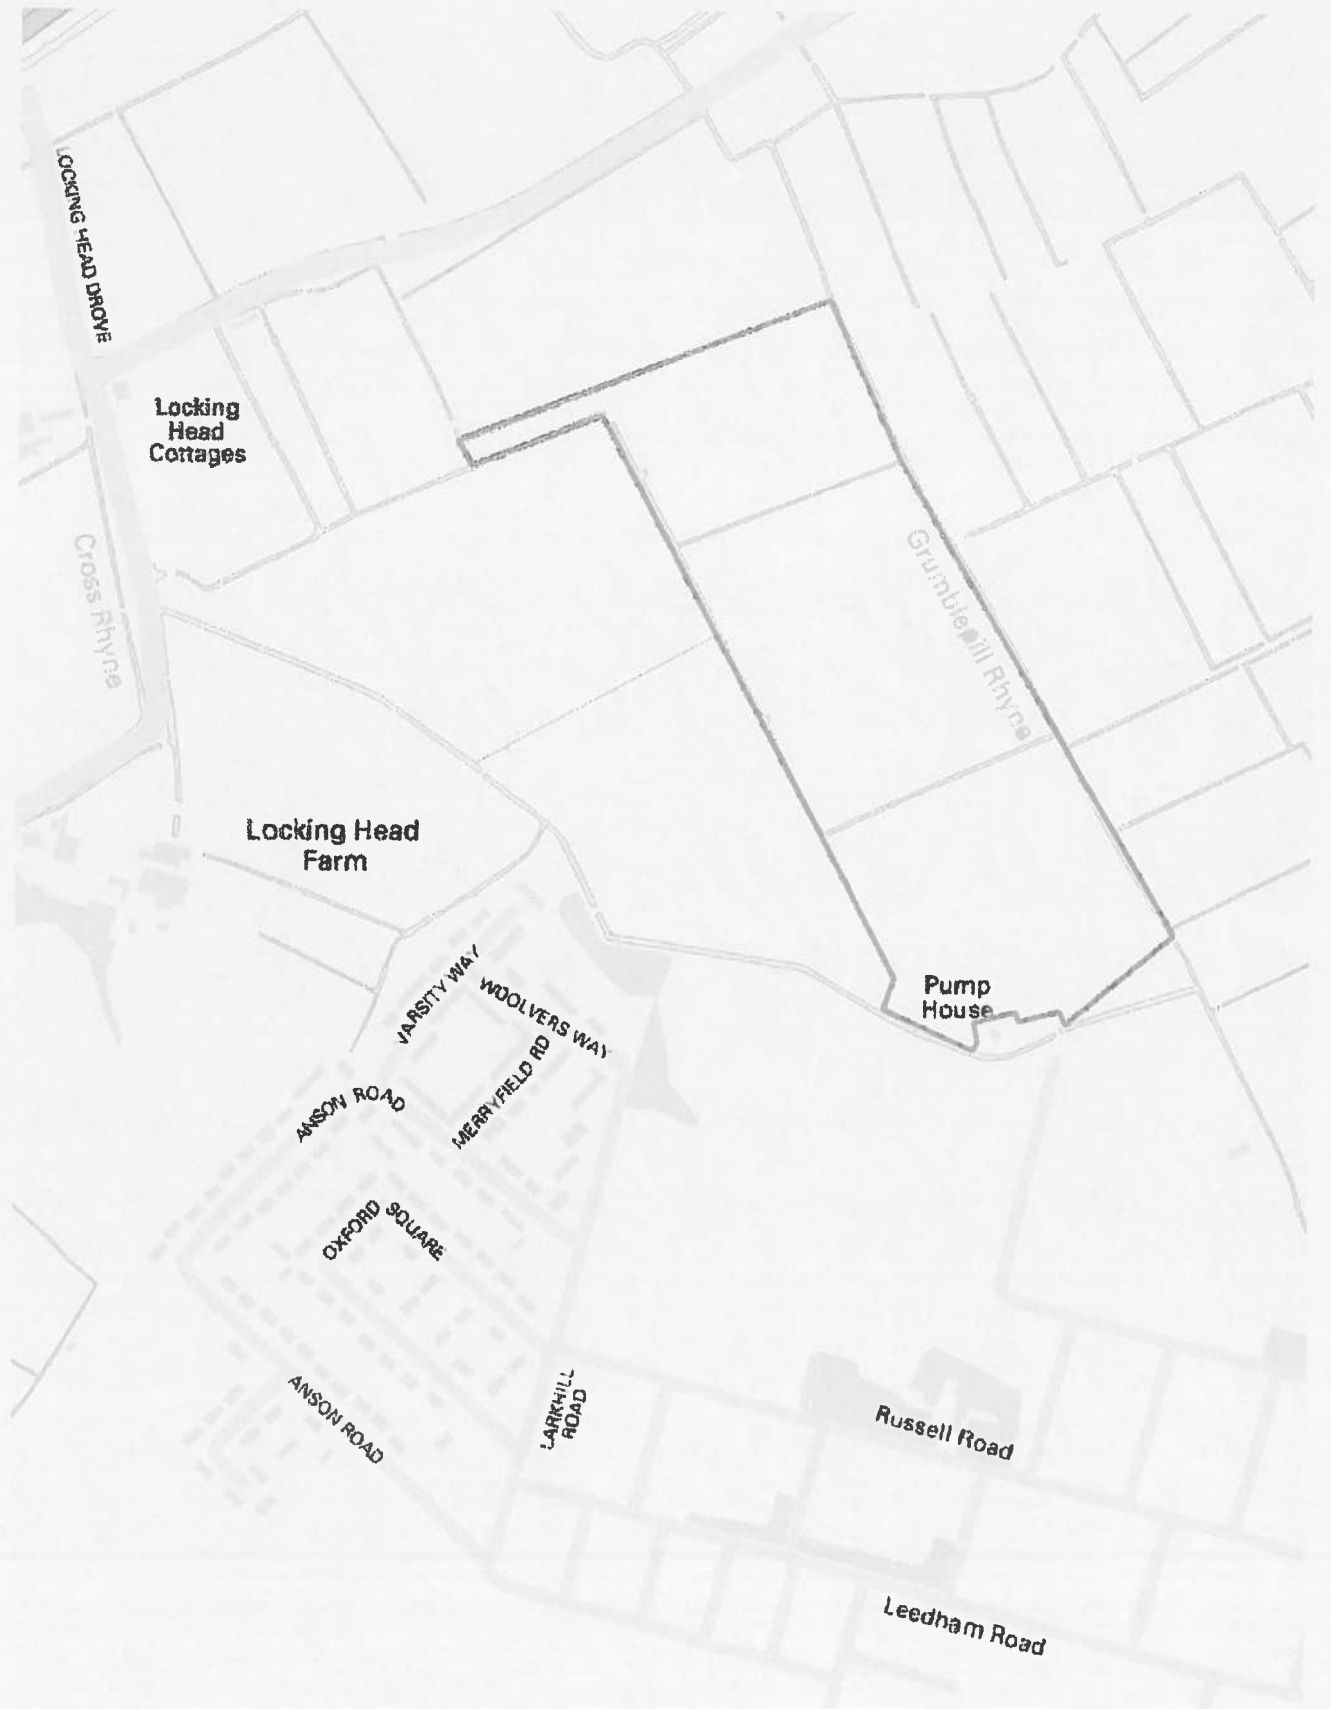 LOCKING HEAD DROVE
Locking
Head
Cottages
Cross Rhyne
Grumblepill Rhyne
Locking Head
Farm
VARSITY WAY
WOOLVERS WAY
Pump
House
MERRYFIELD RD
ANSON ROAD
OXFORD SQUARE
ANSON ROAD
LARKHILL
ROAD
Russell Road
Leedham Road